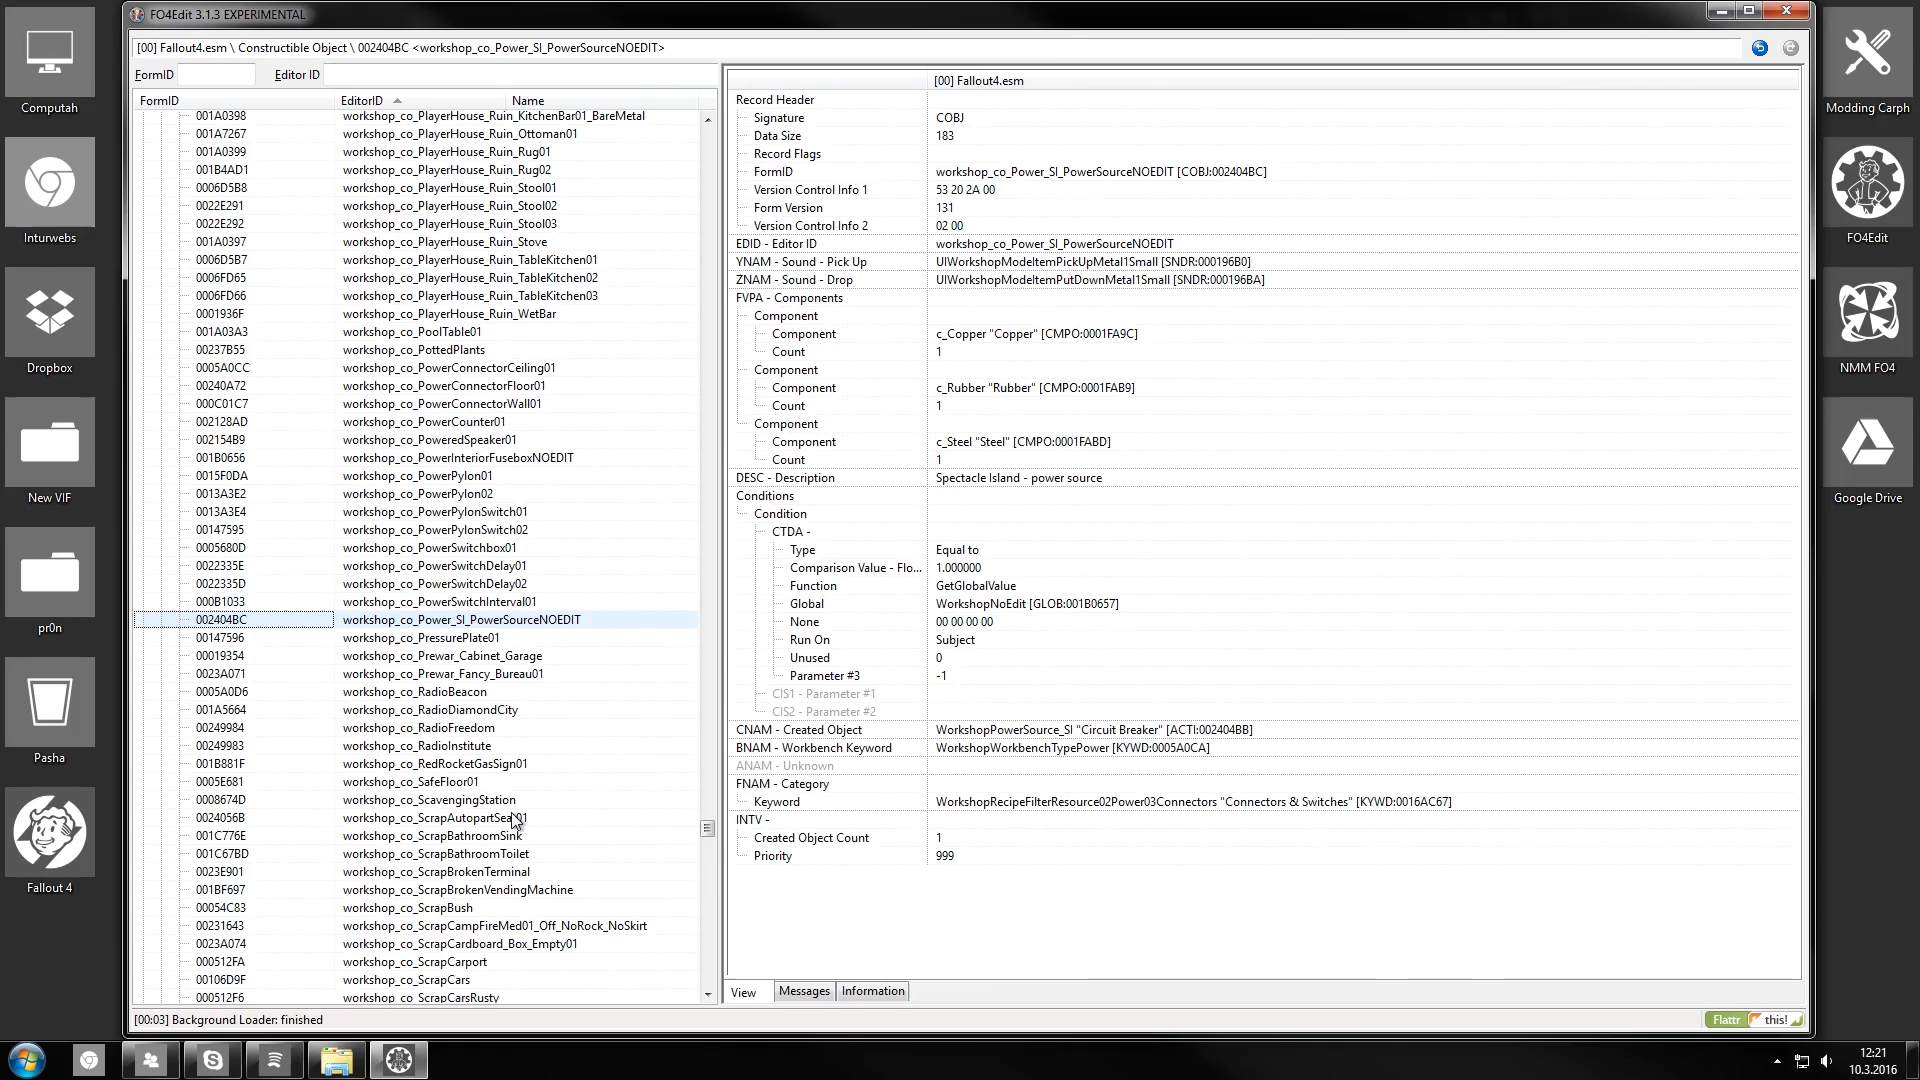 FO4Edit 3.1.3 EXPERIMENTAL
[00] Fallout4.esm \ Constructible Object \ 002404BC <workshop_co_Power_SI_PowerSourceNOEDIT>
FormID
Editor ID
FormID EditorID Name
001A0398 workshop_co_PlayerHouse_Ruin_KitchenBar01_BareMetal
001A7267 workshop_co_PlayerHouse_Ruin_Ottoman01
001A0399 workshop_co_PlayerHouse_Ruin_Rug01
001B4AD1 workshop_co_PlayerHouse_Ruin_Rug02
0006D5B8 workshop_co_PlayerHouse_Ruin_Stool01
0022E291 workshop_co_PlayerHouse_Ruin_Stool02
0022E292 workshop_co_PlayerHouse_Ruin_Stool03
001A0397 workshop_co_PlayerHouse_Ruin_Stove
0006D5B7 workshop_co_PlayerHouse_Ruin_TableKitchen01
0006FD65 workshop_co_PlayerHouse_Ruin_TableKitchen02
0006FD66 workshop_co_PlayerHouse_Ruin_TableKitchen03
0001936F workshop_co_PlayerHouse_Ruin_WetBar
001A03A3 workshop_co_PoolTable01
00237B55 workshop_co_PottedPlants
0005A0CC workshop_co_PowerConnectorCeiling01
00240A72 workshop_co_PowerConnectorFloor01
000C01C7 workshop_co_PowerConnectorWall01
002128AD workshop_co_PowerCounter01
002154B9 workshop_co_PoweredSpeaker01
001B0656 workshop_co_PowerInteriorFuseboxNOEDIT
0015F0DA workshop_co_PowerPylon01
0013A3E2 workshop_co_PowerPylon02
0013A3E4 workshop_co_PowerPylonSwitch01
00147595 workshop_co_PowerPylonSwitch02
0005680D workshop_co_PowerSwitchbox01
0022335E workshop_co_PowerSwitchDelay01
0022335D workshop_co_PowerSwitchDelay02
000B1033 workshop_co_PowerSwitchInterval01
002404BC workshop_co_Power_SI_PowerSourceNOEDIT
00147596 workshop_co_PressurePlate01
00019354 workshop_co_Prewar_Cabinet_Garage
0023A071 workshop_co_Prewar_Fancy_Bureau01
0005A0D6 workshop_co_RadioBeacon
001A5664 workshop_co_RadioDiamondCity
00249984 workshop_co_RadioFreedom
00249983 workshop_co_RadioInstitute
001B881F workshop_co_RedRocketGasSign01
0005E681 workshop_co_SafeFloor01
0008674D workshop_co_ScavengingStation
0024056B workshop_co_ScrapAutopartSeat01
001C776E workshop_co_ScrapBathroomSink
001C67BD workshop_co_ScrapBathroomToilet
0023E901 workshop_co_ScrapBrokenTerminal
001BF697 workshop_co_ScrapBrokenVendingMachine
00054C83 workshop_co_ScrapBush
00231643 workshop_co_ScrapCampFireMed01_Off_NoRock_NoSkirt
0023A074 workshop_co_ScrapCardboard_Box_Empty01
000512FA workshop_co_ScrapCarport
00106D9F workshop_co_ScrapCars
000512F6 workshop_co_ScrapCarsRusty
[00:03] Background Loader: finished
[00] Fallout4.esm
Record Header
Signature COBJ
Data Size 183
Record Flags
FormID workshop_co_Power_SI_PowerSourceNOEDIT [COBJ:002404BC]
Version Control Info 1 53 20 2A 00
Form Version 131
Version Control Info 2 02 00
EDID - Editor ID workshop_co_Power_SI_PowerSourceNOEDIT
YNAM - Sound - Pick Up UIWorkshopModeItemPickUpMetal1Small [SNDR:000196B0]
ZNAM - Sound - Drop UIWorkshopModeItemPutDownMetal1Small [SNDR:000196BA]
FVPA - Components
Component
Component c_Copper "Copper" [CMPO:0001FA9C]
Count 1
Component
Component c_Rubber "Rubber" [CMPO:0001FAB9]
Count 1
Component
Component c_Steel "Steel" [CMPO:0001FABD]
Count 1
DESC - Description Spectacle Island - power source
Conditions
Condition
CTDA -
Type Equal to
Comparison Value - Flo... 1.000000
Function GetGlobalValue
Global WorkshopNoEdit [GLOB:001B0657]
None 00 00 00 00
Run On Subject
Unused 0
Parameter #3 -1
CIS1 - Parameter #1
CIS2 - Parameter #2
CNAM - Created Object WorkshopPowerSource_SI "Circuit Breaker" [ACTI:002404BB]
BNAM - Workbench Keyword WorkshopWorkbenchTypePower [KYWD:0005A0CA]
ANAM - Unknown
FNAM - Category
Keyword WorkshopRecipeFilterResource02Power03Connectors "Connectors & Switches" [KYWD:0016AC67]
INTV -
Created Object Count 1
Priority 999
View Messages Information
Flattr this!
Computah
Inturwebs
Dropbox
New VIF
pr0n
Pasha
Fallout 4
Modding Carph
FO4Edit
NMM FO4
Google Drive
12:21
10.3.2016